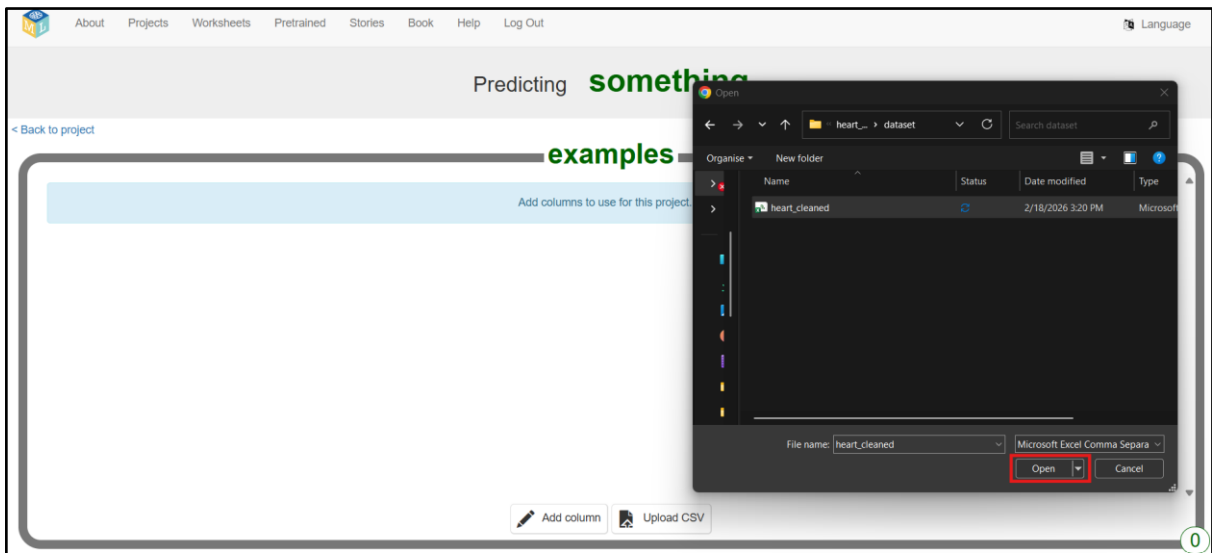 ML
About Projects Worksheets Pretrained Stories Book Help Log Out Language
Predicting something
< Back to project
examples
Add columns to use for this project.
Add column Upload CSV
0
Open
heart_... dataset
Search dataset
Organise New folder
Name Status Date modified Type
heart_cleaned 2/18/2026 3:20 PM Microsoft
File name: heart_cleaned Microsoft Excel Comma Separa
Open Cancel